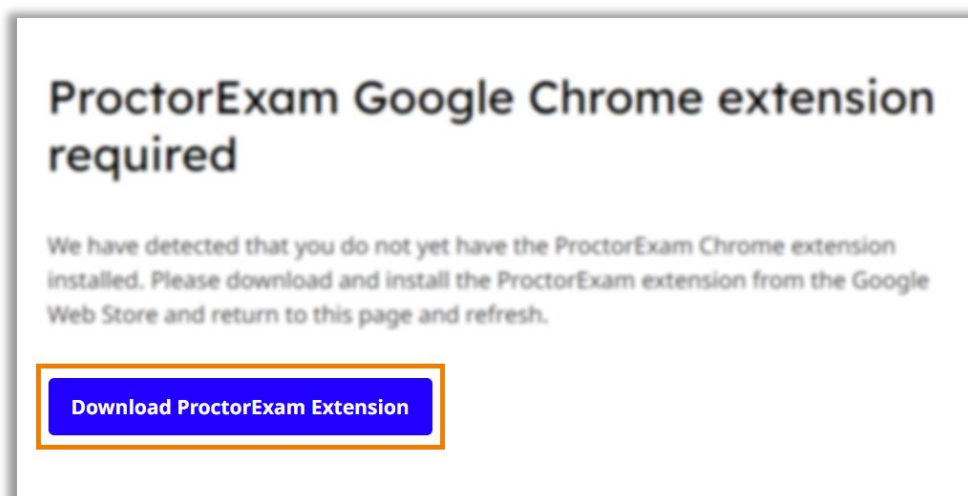 ProctorExam Google Chrome extension
required
We have detected that you do not yet have the ProctorExam Chrome extension
installed. Please download and install the ProctorExam extension from the Google
Web Store and return to this page and refresh.
Download ProctorExam Extension